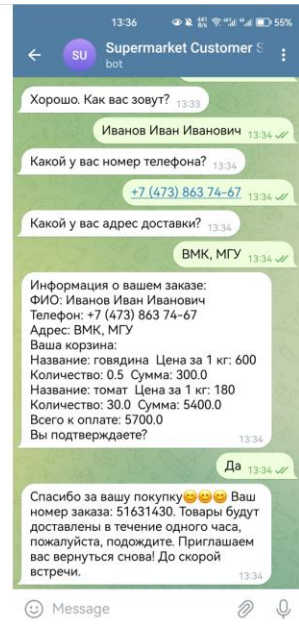 13:36
55%
SU
Supermarket Customer S
bot
Хорошо. Как вас зовут? 13:33
Иванов Иван Иванович 13:34
Какой у вас номер телефона? 13:34
+7 (473) 863 74-67 13:34
Какой у вас адрес доставки? 13:34
ВМК, МГУ 13:34
Информация о вашем заказе:
ФИО: Иванов Иван Иванович
Телефон: +7 (473) 863 74-67
Адрес: ВМК, МГУ
Ваша корзина:
Название: говядина Цена за 1 кг: 600
Количество: 0.5 Сумма: 300.0
Название: томат Цена за 1 кг: 180
Количество: 30.0 Сумма: 5400.0
Всего к оплате: 5700.0
Вы подтверждаете?
13:34
Да 13:34
Спасибо за вашу покупку😊😊😊 Ваш
номер заказа: 51631430. Товары будут
доставлены в течение одного часа,
пожалуйста, подождите. Приглашаем
вас вернуться снова! До скорой
встречи.
13:34
Message